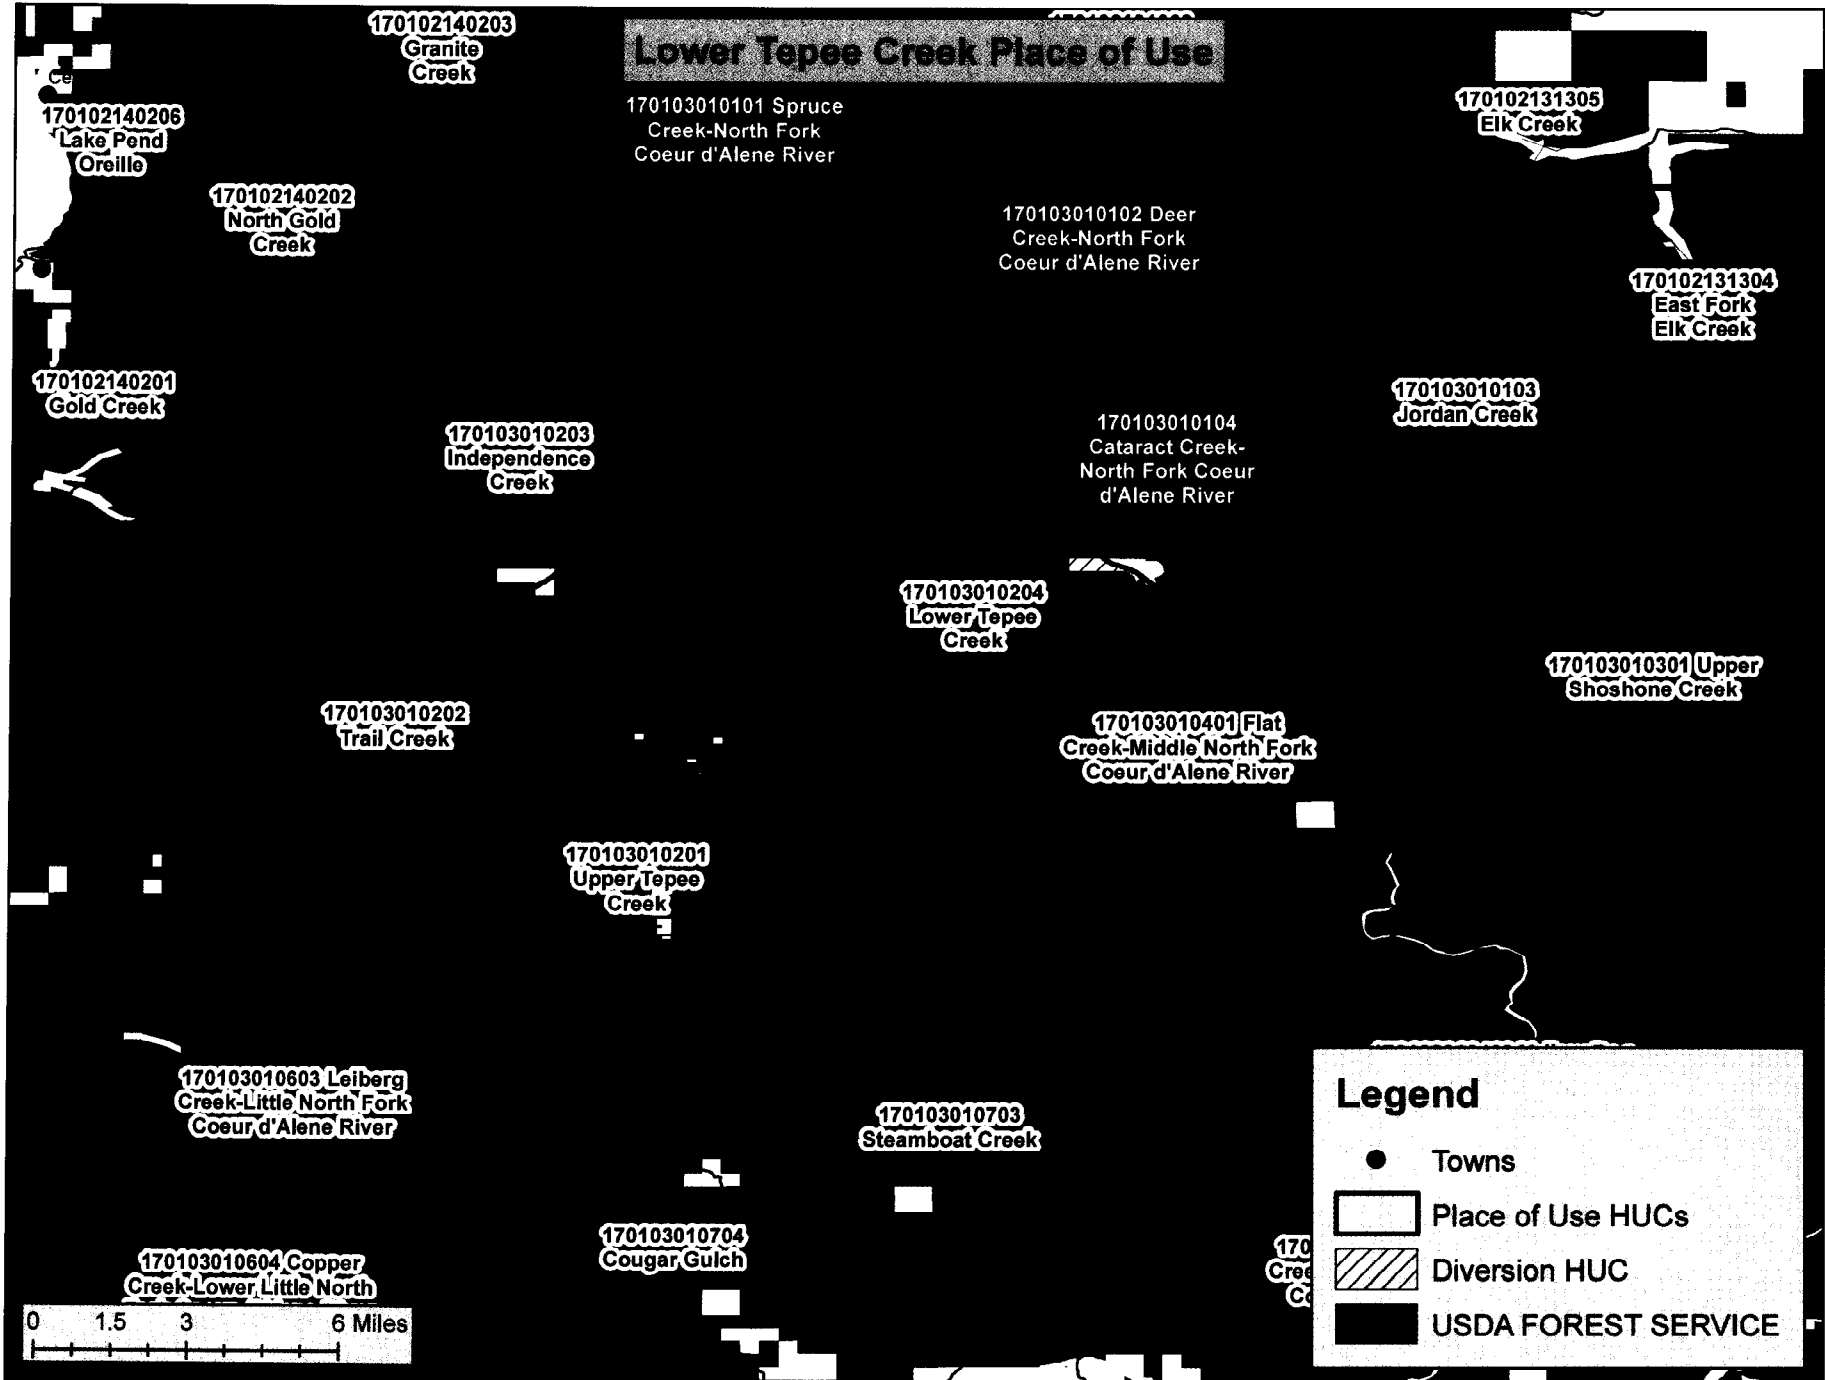 Lower Tepee Creek Place of Use
170102140203
Granite
Creek
Ce
170102140206
Lake Pend
Oreille
170103010101 Spruce
Creek-North Fork
Coeur d'Alene River
170102131305
Elk Creek
170102140202
North Gold
Creek
170103010102 Deer
Creek-North Fork
Coeur d'Alene River
170102131304
East Fork
Elk Creek
170102140201
Gold Creek
170103010103
Jordan Creek
170103010203
Independence
Creek
170103010104
Cataract Creek-
North Fork Coeur
d'Alene River
170103010204
Lower Tepee
Creek
170103010301 Upper
Shoshone Creek
170103010202
Trail Creek
170103010401 Flat
Creek-Middle North Fork
Coeur d'Alene River
170103010201
Upper Tepee
Creek
170103010603 Leiberg
Creek-Little North Fork
Coeur d'Alene River
170103010703
Steamboat Creek
170103010704
Cougar Gulch
170103010604 Copper
Creek-Lower Little North
170
Cree
Co
0 1.5 3 6 Miles
Legend
Towns
Place of Use HUCs
Diversion HUC
USDA FOREST SERVICE